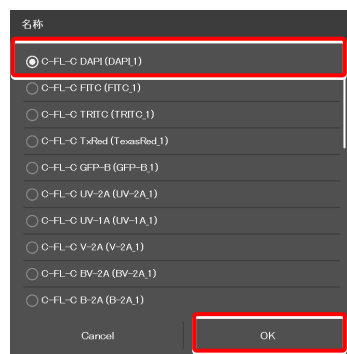 名称
C-FL-C DAPI (DAPI_1)
C-FL-C FITC (FITC_1)
C-FL-C TRITC (TRITC_1)
C-FL-C TxRed (TexasRed_1)
C-FL-C GFP-B (GFP-B_1)
C-FL-C UV-2A (UV-2A_1)
C-FL-C UV-1A (UV-1A_1)
C-FL-C V-2A (V-2A_1)
C-FL-C BV-2A (BV-2A_1)
C-FL-C B-2A (B-2A_1)
Cancel OK